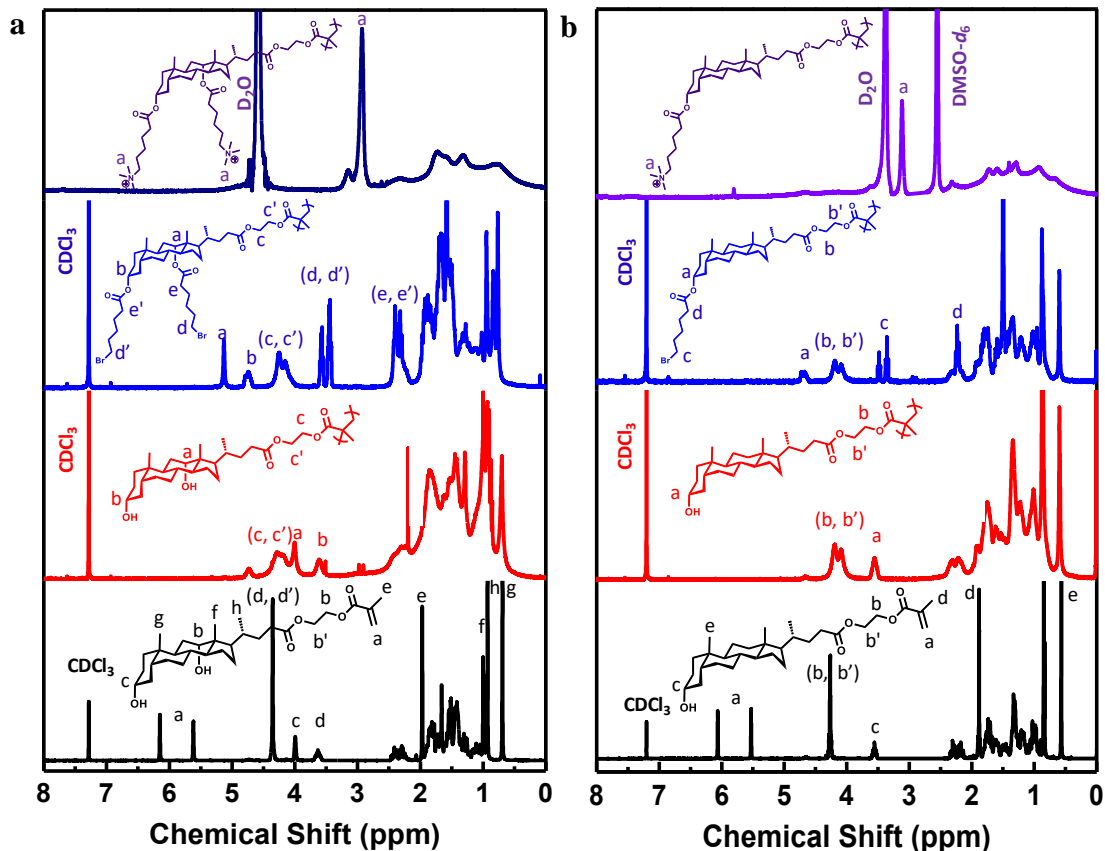 a
a
O
O
O
O
D₂O
O
O
O
O
a
N
⊕
N
⊕
a
CDCl₃
c'
O
O
c
O
O
a
b
O
O
O
O
e'
e
d
Br
Br
d’
(d, d’)
(e, e’)
a
b
(c, c’)
CDCl₃
c
O
O
c'
O
O
a
b
OH
OH
(c, c’)
a
b
(d, d’)
b
e
O
O
b'
O
O
a
g
f
h
b
OH
c
OH
CDCl₃
a
c
d
e
f
h
g
8
7
6
5
4
3
2
1
0
Chemical Shift (ppm)
b
O
O
O
O
O
O
a
N
⊕
D₂O
a
DMSO-d₆
CDCl₃
b'
O
O
b
O
O
a
O
O
d
Br
c
a
(b, b’)
c
d
CDCl₃
b
O
O
b'
O
O
a
OH
(b, b’)
a
b
d
O
O
b'
O
O
a
e
c
OH
CDCl₃
(b,
b’)
a
c
d
e
8
7
6
5
4
3
2
1
0
Chemical Shift (ppm)